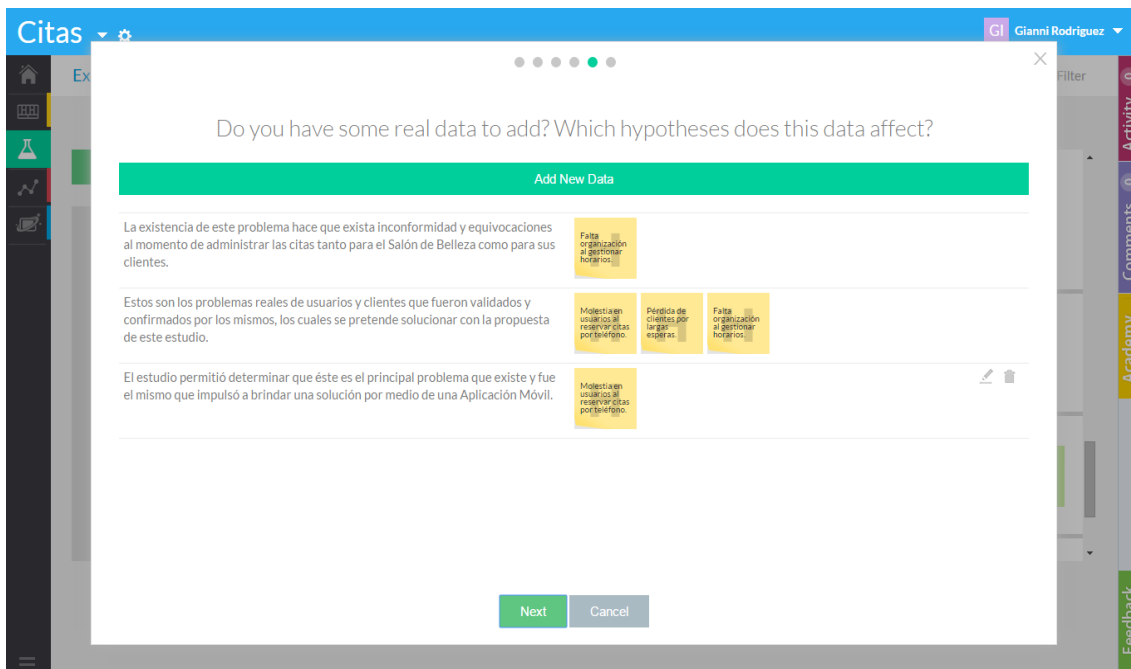 Citas
GI Gianni Rodriguez
Ex
Filter
Do you have some real data to add? Which hypotheses does this data affect?
Add New Data
La existencia de este problema hace que exista inconformidad y equivocaciones
al momento de administrar las citas tanto para el Salón de Belleza como para sus
clientes.
Falta
organización
al gestionar
horarios.
Estos son los problemas reales de usuarios y clientes que fueron validados y
confirmados por los mismos, los cuales se pretende solucionar con la propuesta
de este estudio.
Molestia en
usuarios al
reservar citas
por teléfono.
Pérdida de
clientes por
largas
esperas.
Falta
organización
al gestionar
horarios.
El estudio permitió determinar que éste es el principal problema que existe y fue
el mismo que impulsó a brindar una solución por medio de una Aplicación Móvil.
Molestia en
usuarios al
reservar citas
por teléfono.
Next
Cancel
Activity 0
Comments 0
Academy
Feedback